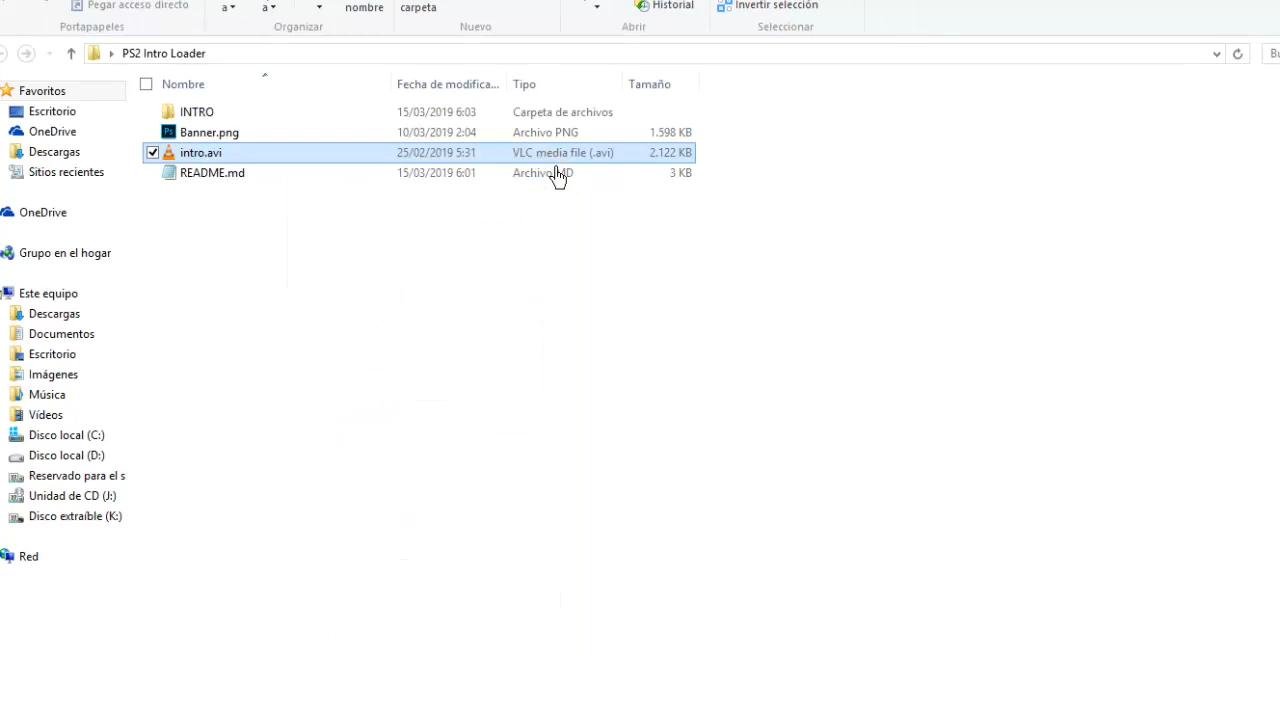 Pegar acceso directo
a▾ a▾ nombre carpeta Historial Invertir selección
Portapapeles Organizar Nuevo Abrir Seleccionar
PS2 Intro Loader
Nombre Fecha de modifica... Tipo Tamaño
INTRO 15/03/2019 6:03 Carpeta de archivos
Banner.png 10/03/2019 2:04 Archivo PNG 1.598 KB
intro.avi 25/02/2019 5:31 VLC media file (.avi) 2.122 KB
README.md 15/03/2019 6:01 Archivo MD 3 KB
Favoritos
Escritorio
OneDrive
Descargas
Sitios recientes
OneDrive
Grupo en el hogar
Este equipo
Descargas
Documentos
Escritorio
Imágenes
Música
Vídeos
Disco local (C:)
Disco local (D:)
Reservado para el s
Unidad de CD (J:)
Disco extraíble (K:)
Red